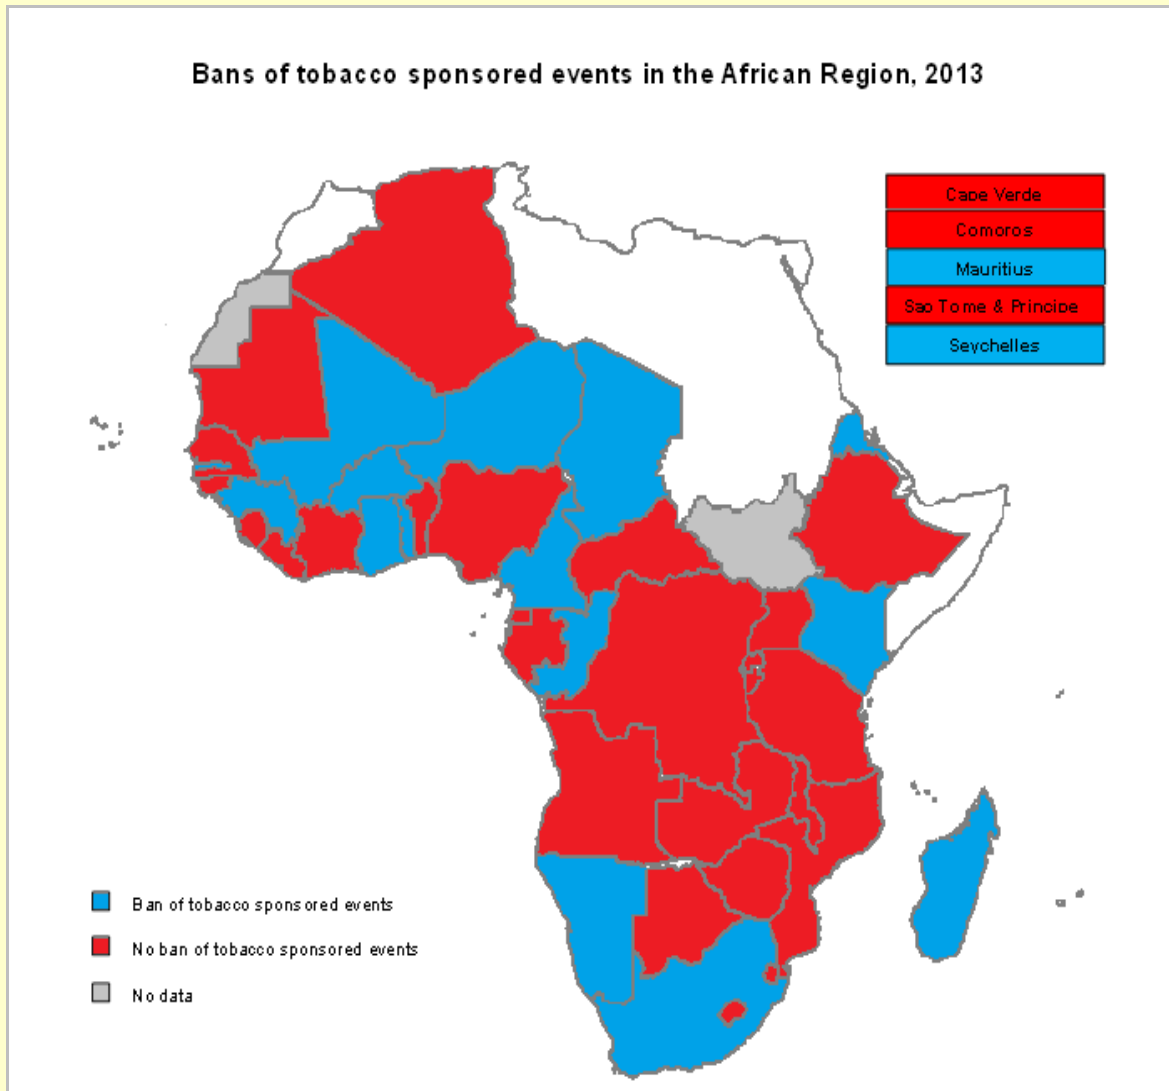 Bans of tobacco sponsored events in the African Region, 2013
Cape Verde
Comoros
Mauritius
Sao Tome & Principe
Seychelles
Ban of tobacco sponsored events
No ban of tobacco sponsored events
No data